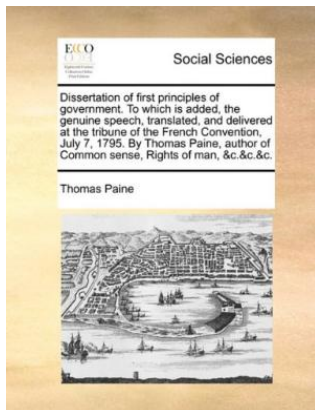 ECCO
Social Sciences
Dissertation of first principles of
government. To which is added, the
genuine speech, translated, and delivered
at the tribune of the French Convention,
July 7, 1795. By Thomas Paine, author of
Common sense, Rights of man, &c.&c.&c.
Thomas Paine